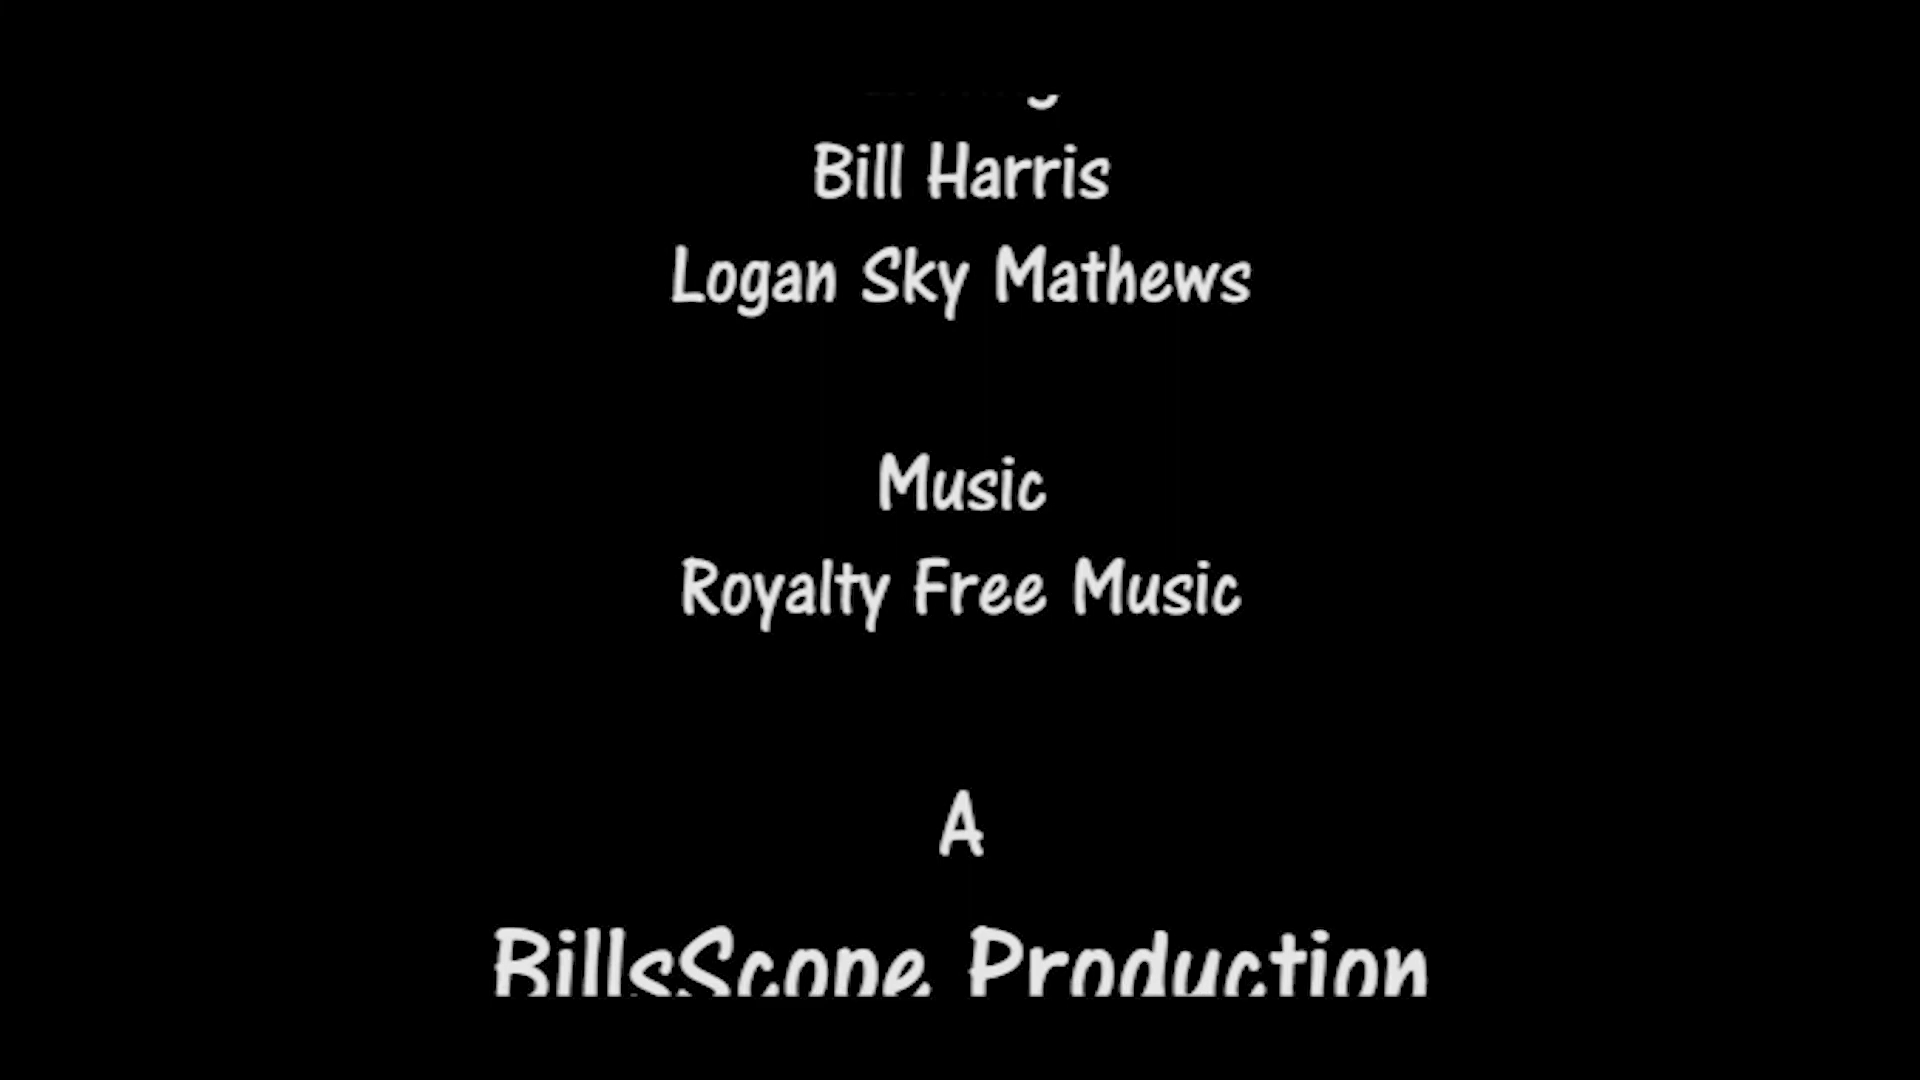 Bill Harris
Logan Sky Mathews
Music
Royalty Free Music
A
BillsScope Production